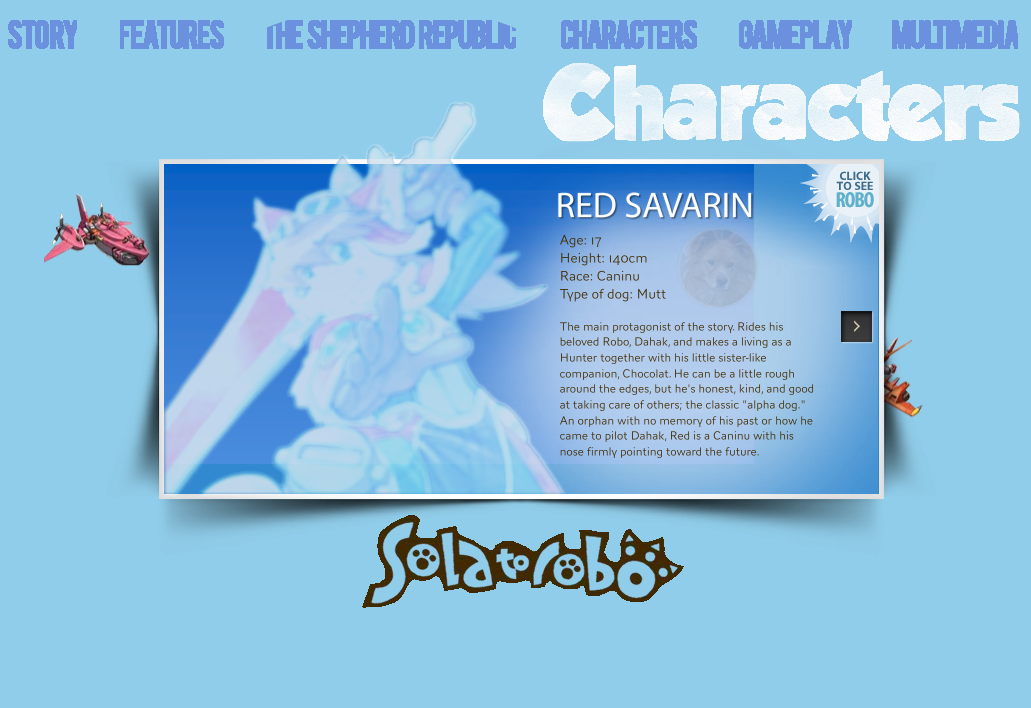 STORY FEATURES THE SHEPHERD REPUBLIC CHARACTERS GAMEPLAY MULTIMEDIA
Characters
CLICK
TO SEE
ROBO
RED SAVARIN
Age: 17
Height: 140cm
Race: Caninu
Type of dog: Mutt
The main protagonist of the story. Rides his
beloved Robo, Dahak, and makes a living as a
Hunter together with his little sister-like
companion, Chocolat. He can be a little rough
around the edges, but he's honest, kind, and good
at taking care of others; the classic "alpha dog."
An orphan with no memory of his past or how he
came to pilot Dahak, Red is a Caninu with his
nose firmly pointing toward the future.
Solatorobo